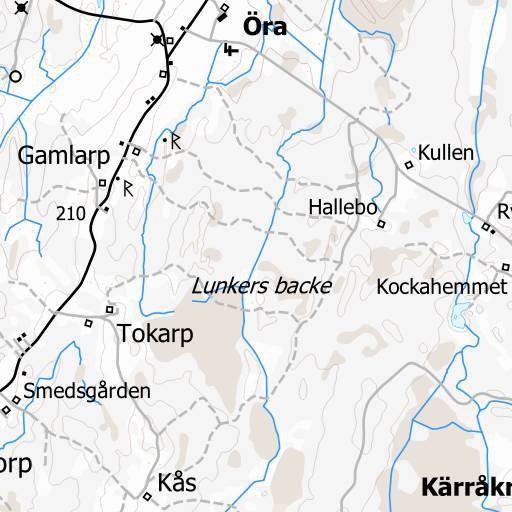 Öra
Kullen
Gamlarp
R
R
Hallebo
210
Lunkers backe
Kockahemmet
Tokarp
Smedsgården
Kås